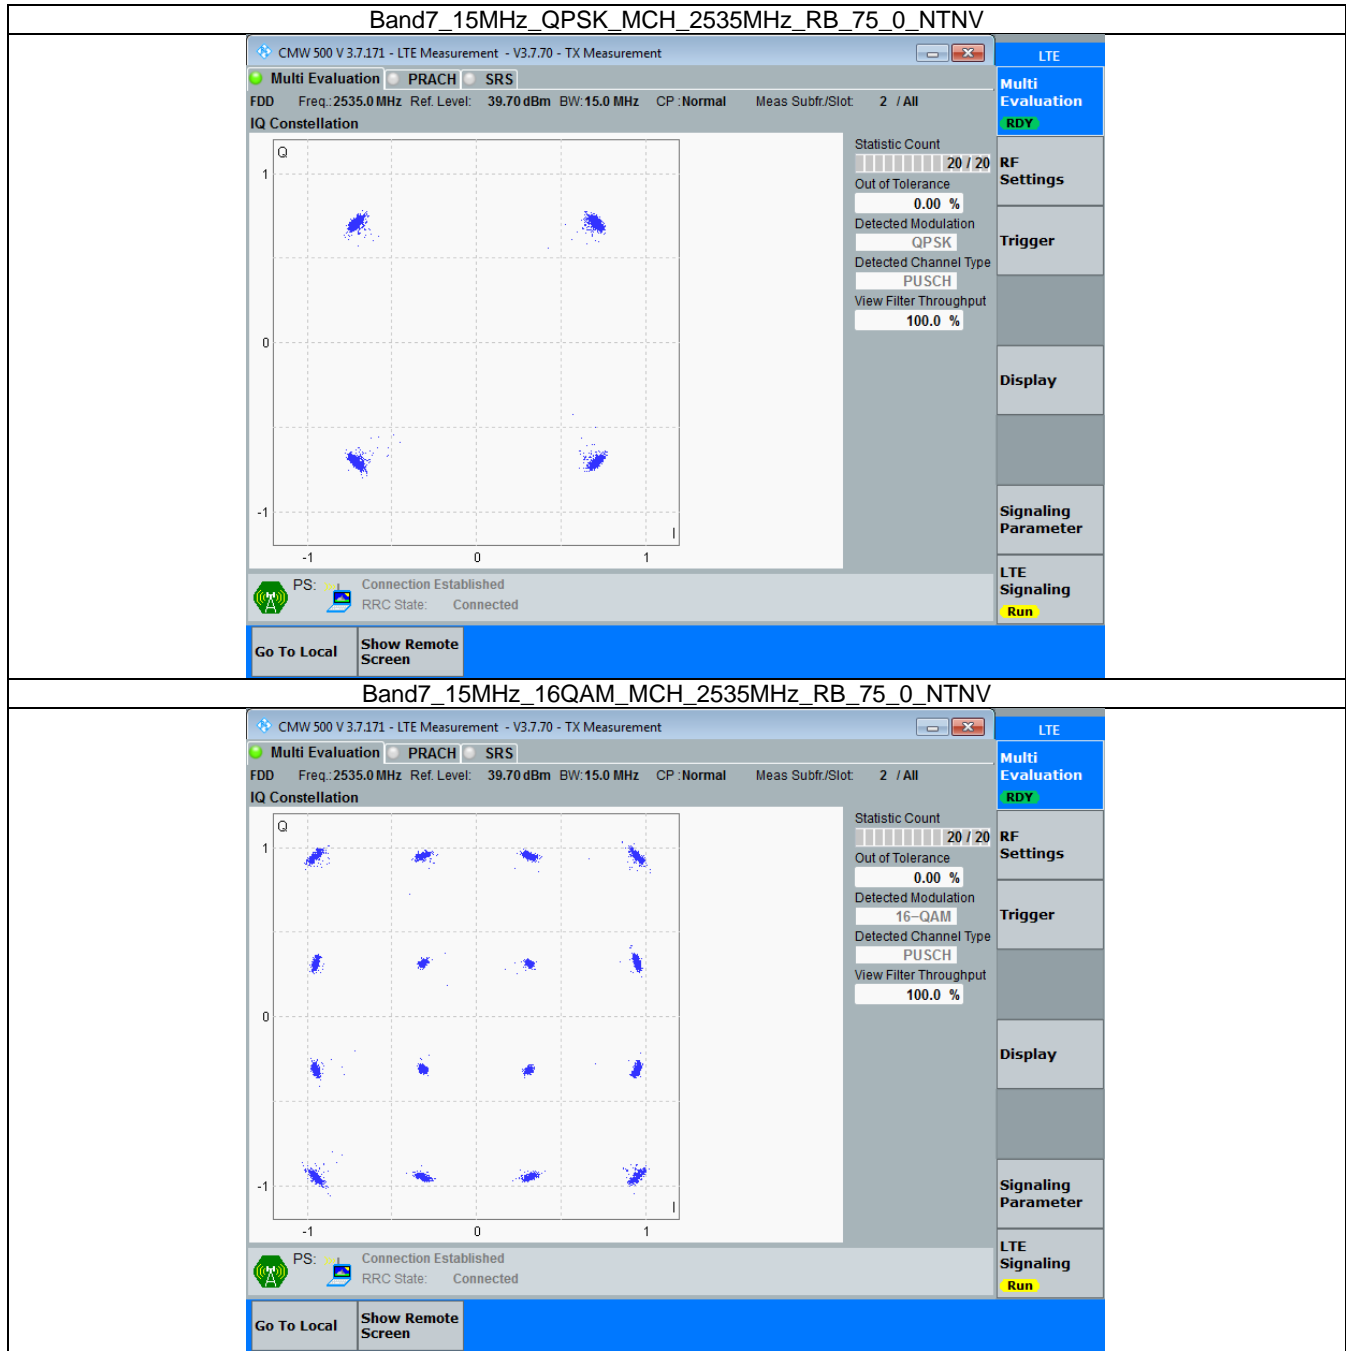 Band7_15MHz_QPSK_MCH_2535MHz_RB_75_0_NTNV
CMW 500 V 3.7.171 - LTE Measurement - V3.7.70 - TX Measurement
LTE
Multi Evaluation PRACH SRS
Multi
Evaluation
RDY
FDD Freg.:2535.0 MHz Ref. Level: 39.70 dBm BW:15.0 MHz CP :Normal Meas Subfr./Slot: 2 / All
IQ Constellation
Q
1
0
-1
-1 0 1
I
Statistic Count
20 / 20
Out of Tolerance
0.00 %
Detected Modulation
QPSK
Detected Channel Type
PUSCH
View Filter Throughput
100.0 %
RF
Settings
Trigger
Display
Signaling
Parameter
LTE
Signaling
Run
PS: Connection Established
RRC State: Connected
Go To Local
Show Remote
Screen
Band7_15MHz_16QAM_MCH_2535MHz_RB_75_0_NTNV
CMW 500 V 3.7.171 - LTE Measurement - V3.7.70 - TX Measurement
LTE
Multi Evaluation PRACH SRS
Multi
Evaluation
RDY
FDD Freq.:2535.0 MHz Ref. Level: 39.70 dBm BW:15.0 MHz CP :Normal Meas Subfr./Slot: 2 / All
IQ Constellation
Q
1
0
-1
-1 0 1
I
Statistic Count
20 / 20
Out of Tolerance
0.00 %
Detected Modulation
16-QAM
Detected Channel Type
PUSCH
View Filter Throughput
100.0 %
RF
Settings
Trigger
Display
Signaling
Parameter
LTE
Signaling
Run
PS: Connection Established
RRC State: Connected
Go To Local
Show Remote
Screen